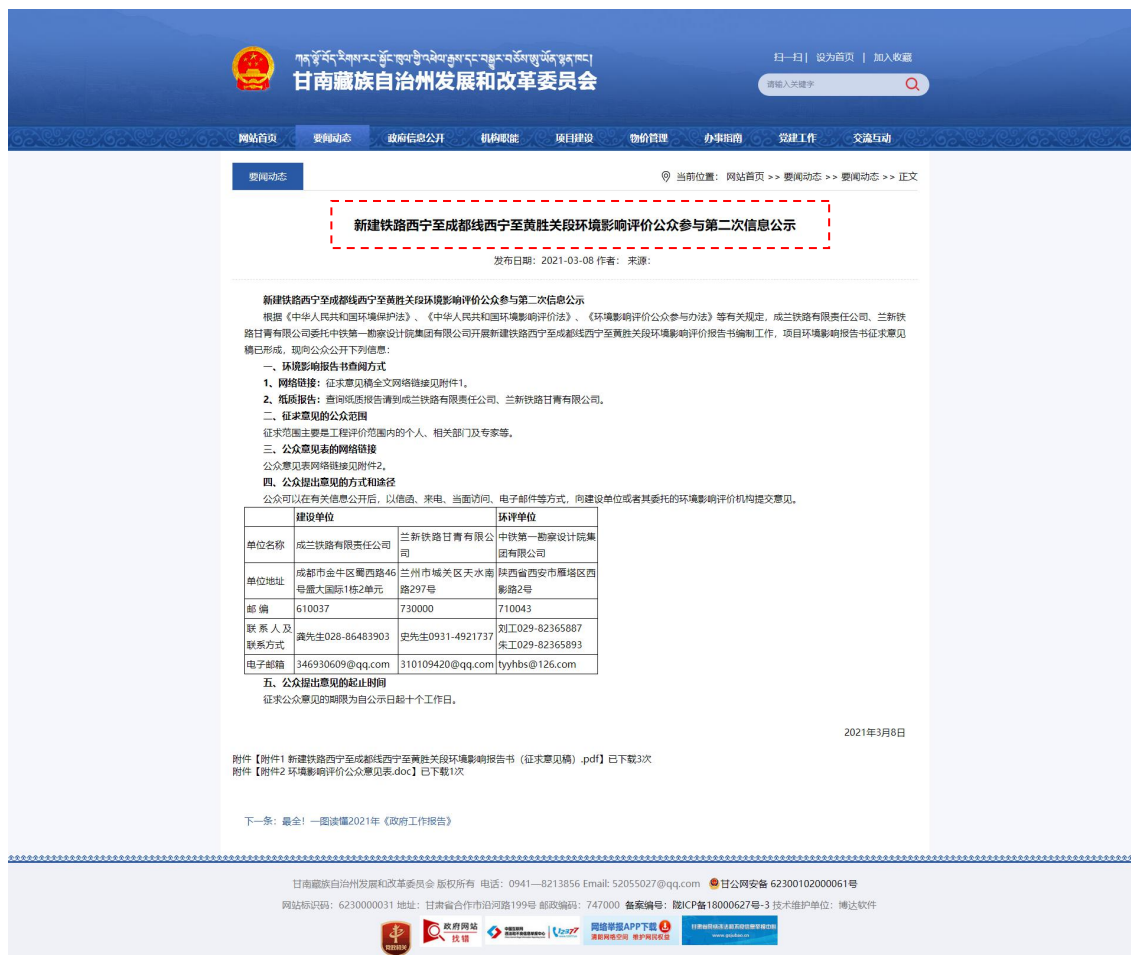 扫一扫| 设为首页 | 加入收藏
甘南藏族自治州发展和改革委员会
请输入关键字
网站首页 要闻动态 政府信息公开 机构职能 项目建设 物价管理 办事指南 党建工作 交流互动
要闻动态
当前位置: 网站首页 >> 要闻动态 >> 要闻动态 >> 正文
新建铁路西宁至成都线西宁至黄胜关段环境影响评价公众参与第二次信息公示
发布日期: 2021-03-08 作者: 来源:
新建铁路西宁至成都线西宁至黄胜关段环境影响评价公众参与第二次信息公示
根据《中华人民共和国环境保护法》、《中华人民共和国环境影响评价法》、《环境影响评价公众参与办法》等有关规定，成兰铁路有限责任公司、兰新铁
路甘青有限公司委托中铁第一勘察设计院集团有限公司开展新建铁路西宁至成都线西宁至黄胜关段环境影响评价报告书编制工作，项目环境影响报告书征求意见
稿已形成，现向公众公开下列信息：
一、环境影响报告书查阅方式
1、网络链接：征求意见稿全文网络链接见附件1。
2、纸质报告：查阅纸质报告请到成兰铁路有限责任公司、兰新铁路甘青有限公司。
二、征求意见的公众范围
征求范围主要是工程评价范围内的个人、相关部门及专家等。
三、公众意见表的网络链接
公众意见表网络链接见附件2。
四、公众提出意见的方式和途径
公众可以在有关信息公开后，以信函、来电、当面访问、电子邮件等方式，向建设单位或者其委托的环境影响评价机构提交意见。
建设单位 环评单位
单位名称 成兰铁路有限责任公司 兰新铁路甘青有限公司 中铁第一勘察设计院集团有限公司
单位地址 成都市金牛区蜀西路46号盛大国际1栋2单元 兰州市城关区天水南路297号 陕西省西安市雁塔区西影路2号
邮 编 610037 730000 710043
联系人及联系方式 龚先生028-86483903 史先生0931-4921737 刘工029-82365887 朱工029-82365893
电子邮箱 346930609@qq.com 310109420@qq.com tyyhbs@126.com
五、公众提出意见的起止时间
征求公众意见的期限为自公示日起十个工作日。
2021年3月8日
附件【附件1 新建铁路西宁至成都线西宁至黄胜关段环境影响报告书（征求意见稿）.pdf】已下载3次
附件【附件2 环境影响评价公众意见表.doc】已下载1次
下一条：最全！一图读懂2021年《政府工作报告》
甘南藏族自治州发展和改革委员会 版权所有 电话：0941—8213856 Email: 52055027@qq.com 甘公网安备 62300102000061号
网站标识码：6230000031 地址：甘肃省合作市沿河路199号 邮政编码：747000 备案编号：陇ICP备18000627号-3 技术维护单位：博达软件
党政机关
政府网站
找错
12377
网络举报APP下载
清朗网络空间 维护网民权益